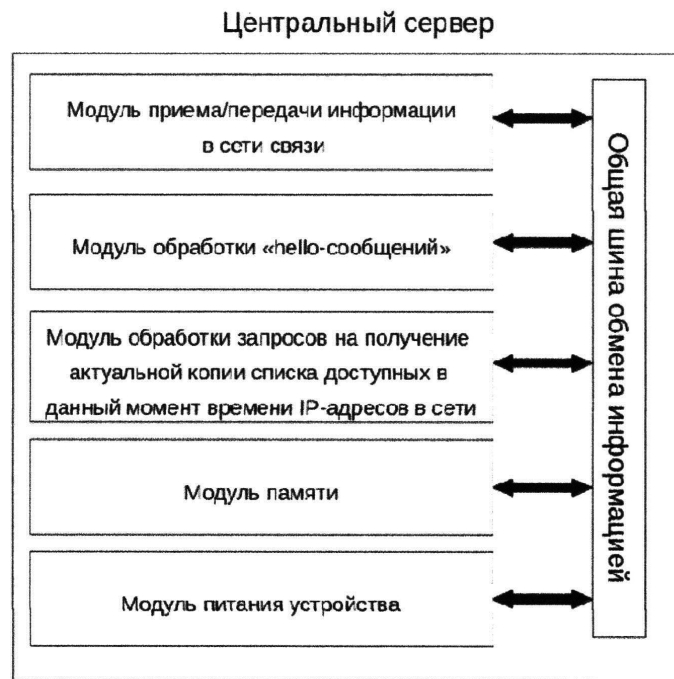 Центральный сервер
Модуль приема/передачи информации
в сети связи
Модуль обработки «hello-сообщений»
Модуль обработки запросов на получение
актуальной копии списка доступных в
данный момент времени IP-адресов в сети
Модуль памяти
Модуль питания устройства
Общая шина обмена информацией